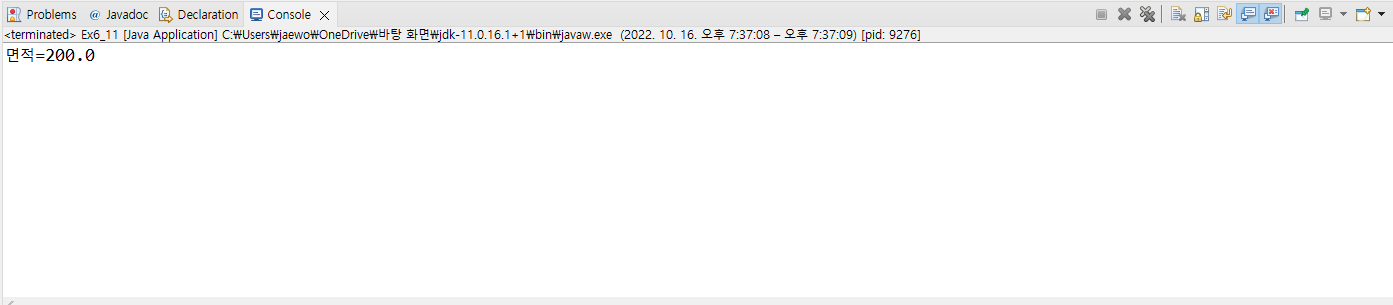 Problems @ Javadoc Declaration Console
<terminated> Ex6_11 [Java Application] C:₩Users₩jaewo₩OneDrive₩바탕 화면₩jdk-11.0.16.1+1₩bin₩javaw.exe (2022. 10. 16. 오후 7:37:08 – 오후 7:37:09) [pid: 9276]
면적=200.0